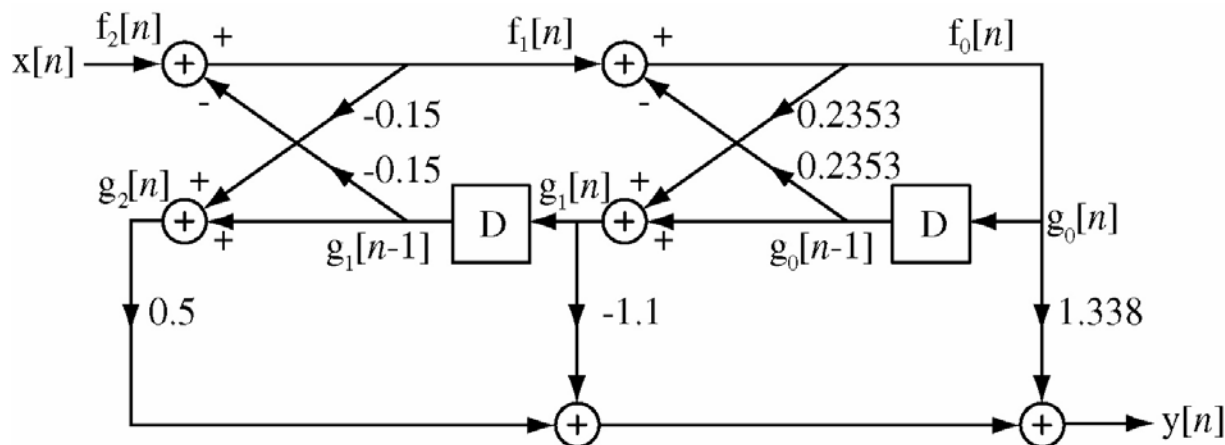 f₂[n]
f₁[n]
f₀[n]
x[n]
+
+
+
+
-
-
-0.15
0.2353
-0.15
0.2353
g₂[n]
+
g₁[n]
+
+
D
+
D
g₀[n]
+
g₁[n-1]
+
g₀[n-1]
0.5
-1.1
1.338
+
+
y[n]